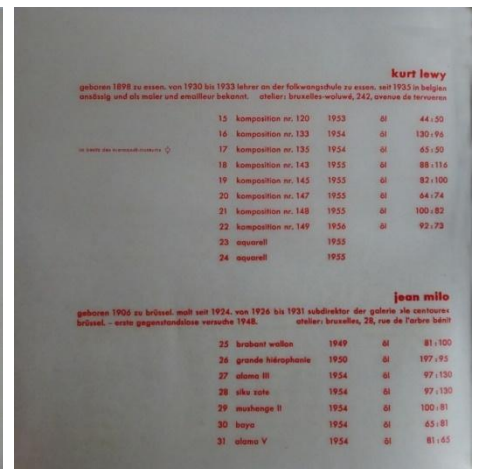 kurt lewy
geboren 1898 zu essen. von 1930 bis 1933 lehrer an der folkwangschule zu essen. seit 1935 in belgien
ansässig und als maler und emailleur bekannt. atelier: bruxelles-woluwé, 242, avenue de tervueren
15 komposition nr. 120 1953 öl 44:50
16 komposition nr. 133 1954 öl 130:96
17 komposition nr. 135 1954 öl 65:50
18 komposition nr. 143 1955 öl 88:116
19 komposition nr. 145 1955 öl 82:100
20 komposition nr. 147 1955 öl 64:74
21 komposition nr. 148 1955 öl 100:82
22 komposition nr. 149 1956 öl 92:73
23 aquarell 1955
24 aquarell 1955
jean milo
geboren 1906 zu brüssel. malt seit 1924. von 1926 bis 1931 subdirektor der galerie »le centaure«
brüssel. – erste gegenstandslose versuche 1948. atelier: bruxelles, 28, rue de l'arbre bénit
25 brabant wallon 1949 öl 81:100
26 grande hiérophanie 1950 öl 197:95
27 alama III 1954 öl 97:130
28 siku zote 1954 öl 97:130
29 mushenge II 1954 öl 100:81
30 kaya 1954 öl 65:81
31 alama V 1954 öl 81:65